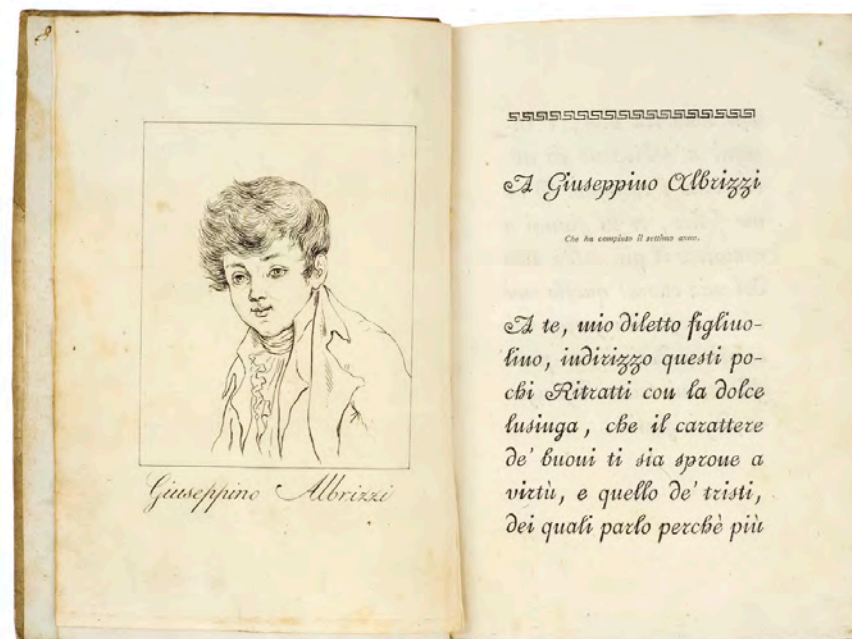 Giuseppino Albrizzi
A Giuseppino Albrizzi
Che ha compiuto il settimo anno.
A te, mio diletto figliuo-
lino, indirizzo questi po-
chi Ritratti con la dolce
lusinga, che il carattere
de' buoni ti sia sprone a
virtù, e quello de' tristi,
dei quali parlo perchè più